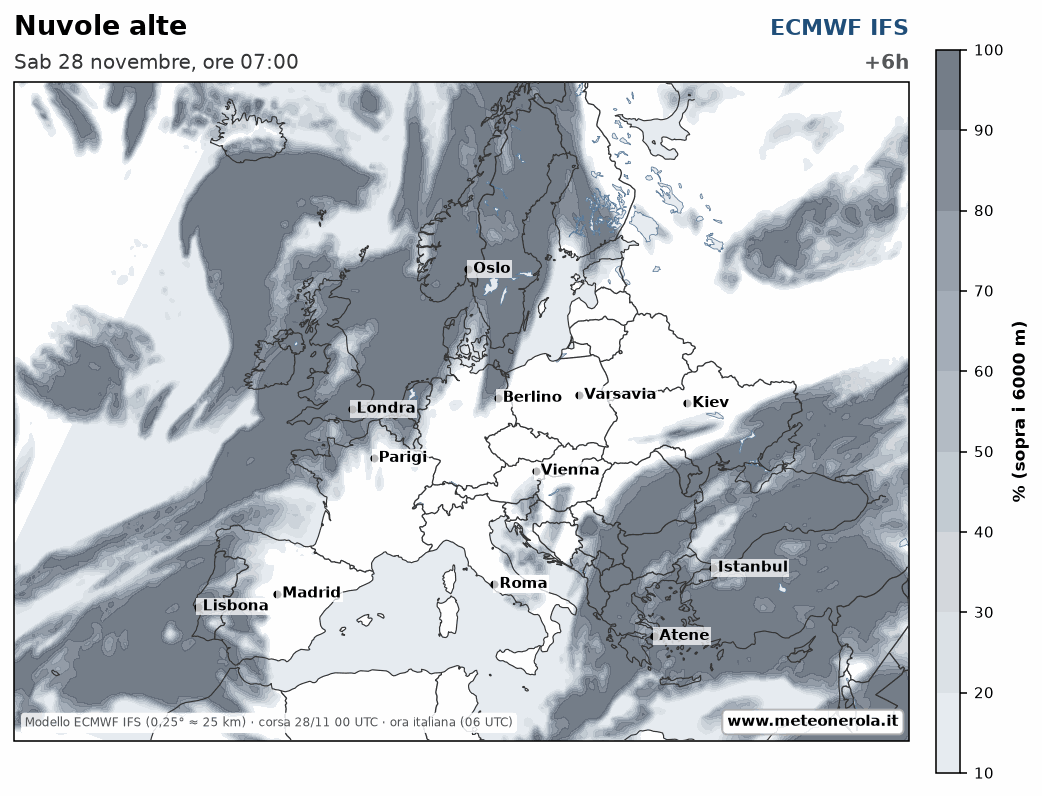 Nuvole alte
ECMWF IFS
Sab 28 novembre, ore 07:00
+6h
100
90
80
70
60
50
40
30
20
10
% (sopra i 6000 m)
Oslo
Berlino
Varsavia
Kiev
Londra
Parigi
Vienna
Istanbul
Roma
Madrid
Lisbona
Atene
Modello ECMWF IFS (0,25° ≈ 25 km) · corsa 28/11 00 UTC · ora italiana (06 UTC)
www.meteonerola.it